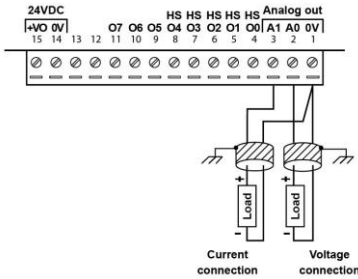 24VDC
Analog out
HS HS HS HS HS
+VO 0V O7 O6 O5 O4 O3 O2 O1 O0 A1 A0 0V
15 14 13 12 11 10 9 8 7 6 5 4 3 2 1
+ +
Load Load
- -
Current connection
Voltage connection